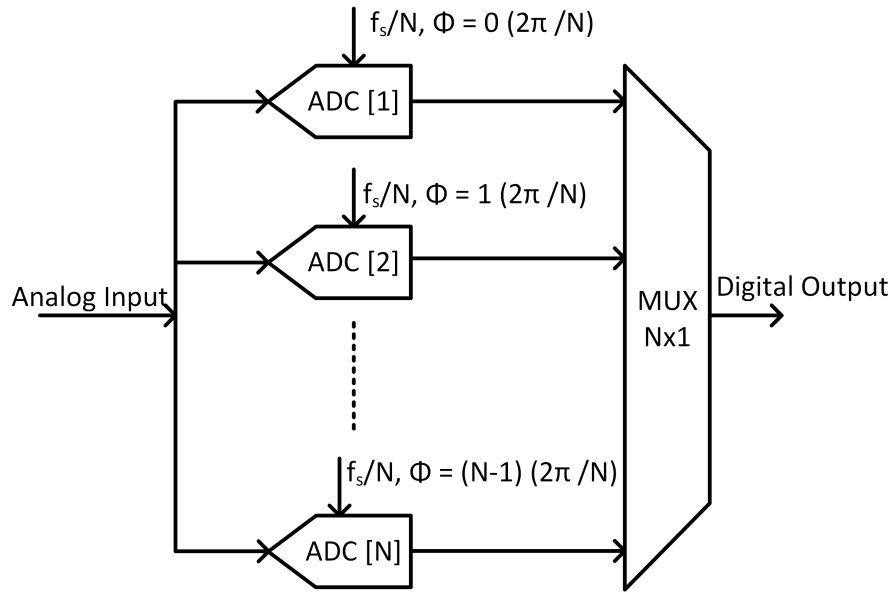 fs/N, Φ = 0 (2π /N)
ADC [1]
fs/N, Φ = 1 (2π /N)
ADC [2]
Analog Input
MUX
Nx1
Digital Output
fs/N, Φ = (N-1) (2π /N)
ADC [N]